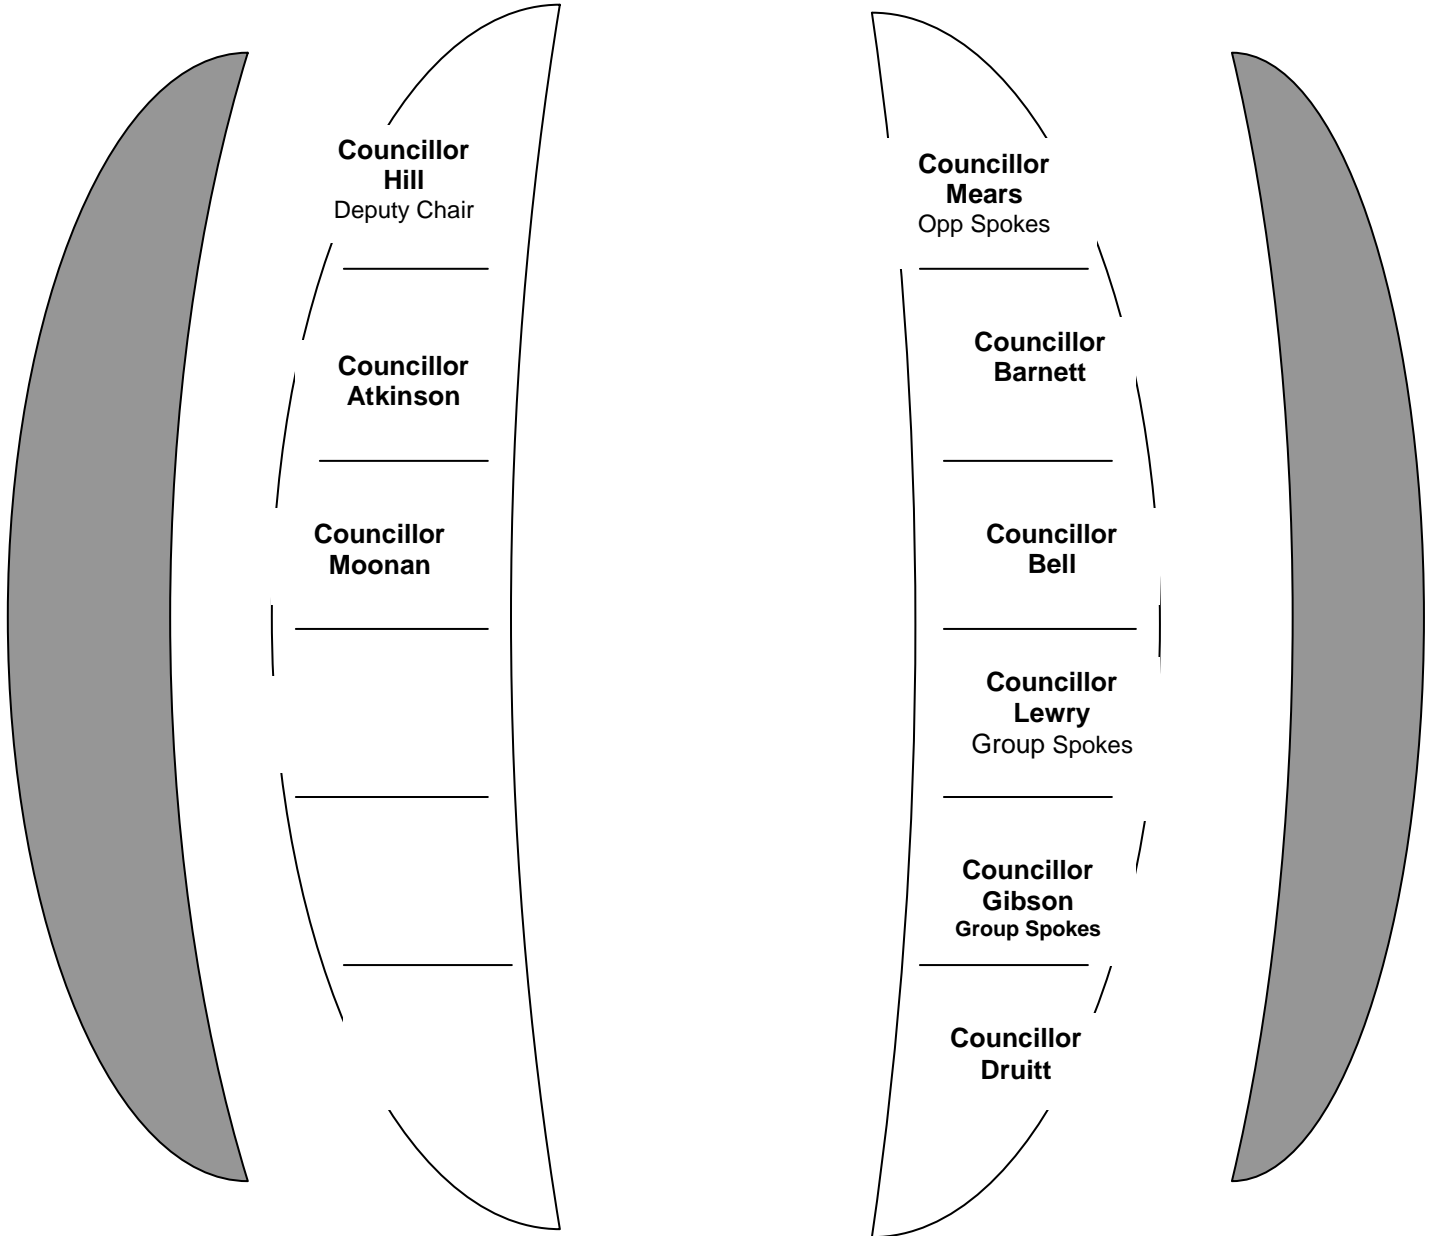 Councillor
Hill
Deputy Chair
Councillor
Atkinson
Councillor
Moonan
Councillor
Mears
Opp Spokes
Councillor
Barnett
Councillor
Bell
Councillor
Lewry
Group Spokes
Councillor
Gibson
Group Spokes
Councillor
Druitt